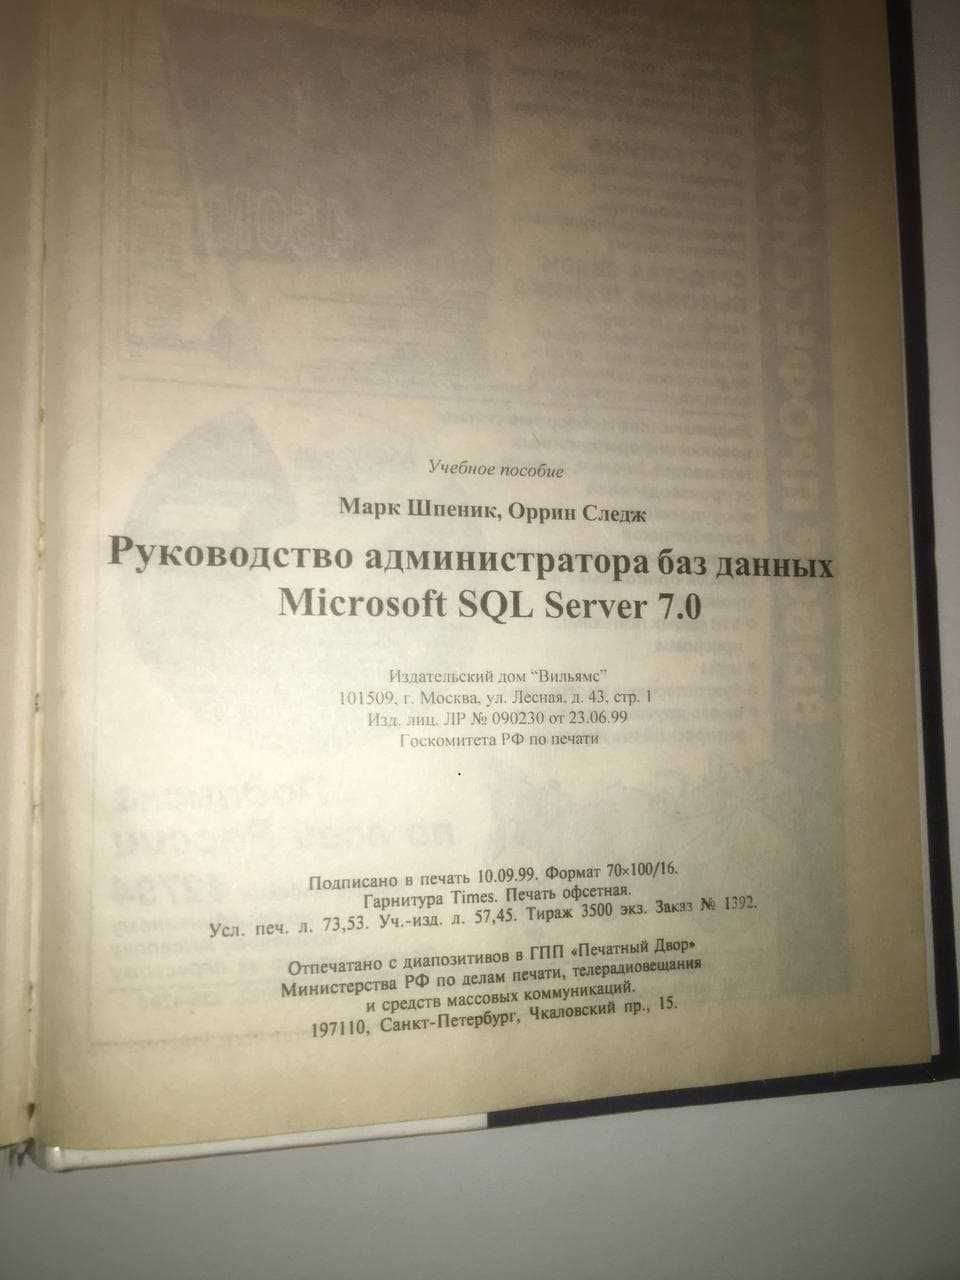 Учебное пособие
Марк Шпеник, Оррин Следж
Руководство администратора баз данных
Microsoft SQL Server 7.0
Издательский дом “Вильямс”
101509, г. Москва, ул. Лесная, д. 43, стр. 1
Изд. лиц. ЛР № 090230 от 23.06.99
Госкомитета РФ по печати
Подписано в печать 10.09.99. Формат 70×100/16.
Гарнитура Times. Печать офсетная.
Усл. печ. л. 73,53. Уч.-изд. л. 57,45. Тираж 3500 экз. Заказ № 1392.
Отпечатано с диапозитивов в ГПП «Печатный Двор»
Министерства РФ по делам печати, телерадиовещания
и средств массовых коммуникаций.
197110, Санкт-Петербург, Чкаловский пр., 15.